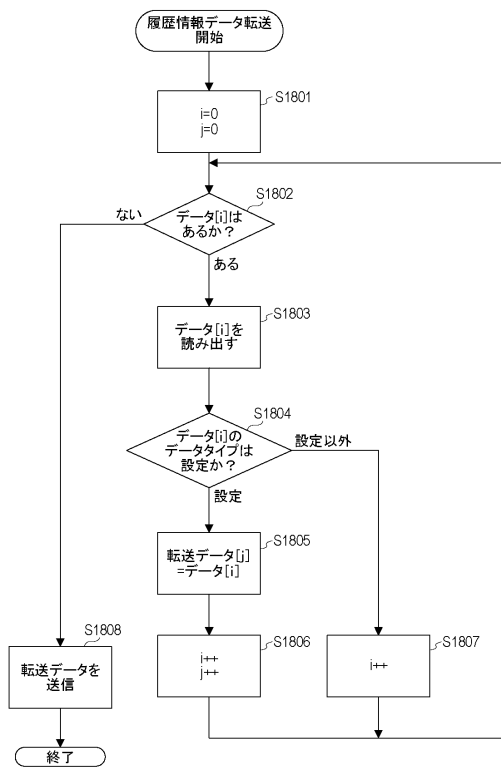 履歴情報データ転送
開始
S1801
i=0
j=0
S1802
データ[i]は
あるか？
ない
ある
S1803
データ[i]を
読み出す
S1804
データ[i]の
データタイプは
設定か？
設定以外
設定
S1805
転送データ[j]
=データ[i]
S1806
i++
j++
S1807
i++
S1808
転送データを
送信
終了